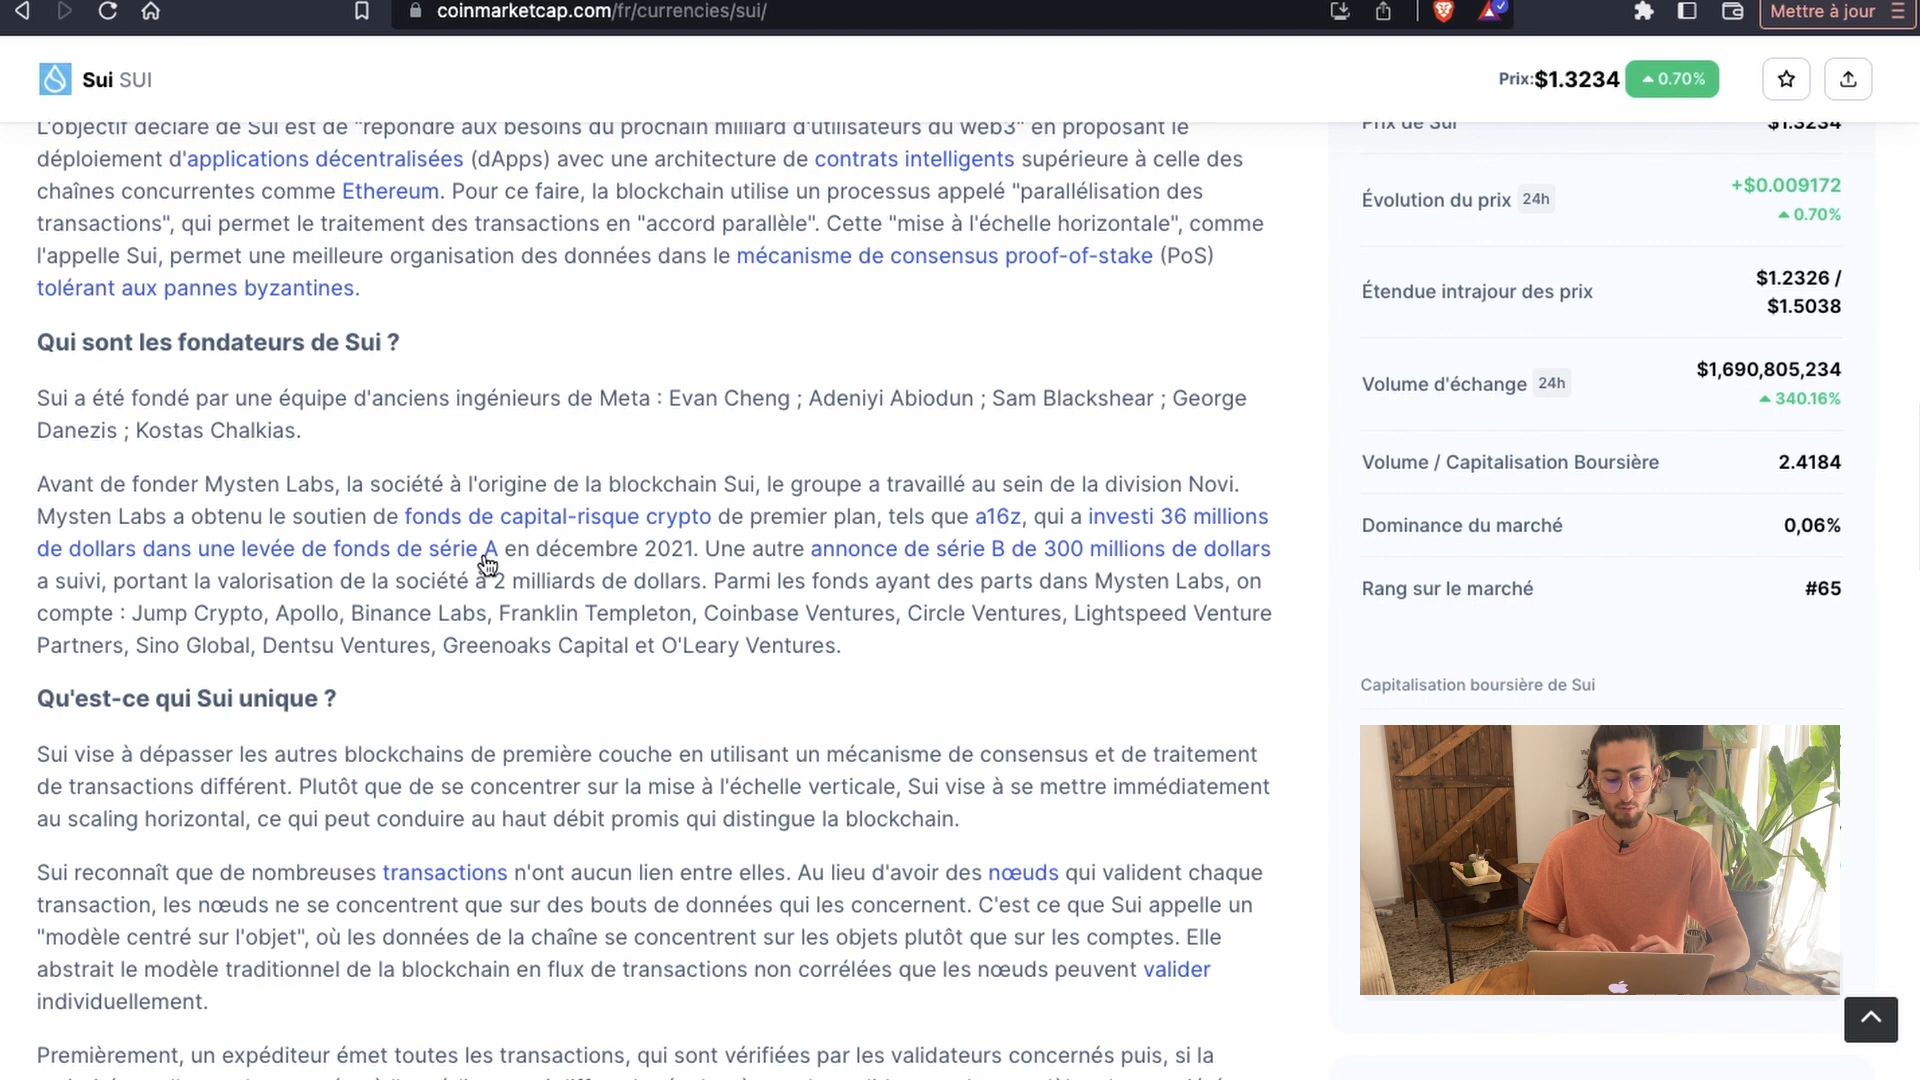 coinmarketcap.com/fr/currencies/sui/
Mettre à jour
Sui SUI
Prix:$1.3234
0.70%
L'objectif déclaré de Sui est de "répondre aux besoins du prochain milliard d'utilisateurs du web3" en proposant le
déploiement d'applications décentralisées (dApps) avec une architecture de contrats intelligents supérieure à celle des
chaînes concurrentes comme Ethereum. Pour ce faire, la blockchain utilise un processus appelé "parallélisation des
transactions", qui permet le traitement des transactions en "accord parallèle". Cette "mise à l'échelle horizontale", comme
l'appelle Sui, permet une meilleure organisation des données dans le mécanisme de consensus proof-of-stake (PoS)
tolérant aux pannes byzantines.
Qui sont les fondateurs de Sui ?
Sui a été fondé par une équipe d'anciens ingénieurs de Meta : Evan Cheng ; Adeniyi Abiodun ; Sam Blackshear ; George
Danezis ; Kostas Chalkias.
Avant de fonder Mysten Labs, la société à l'origine de la blockchain Sui, le groupe a travaillé au sein de la division Novi.
Mysten Labs a obtenu le soutien de fonds de capital-risque crypto de premier plan, tels que a16z, qui a investi 36 millions
de dollars dans une levée de fonds de série A en décembre 2021. Une autre annonce de série B de 300 millions de dollars
a suivi, portant la valorisation de la société à 2 milliards de dollars. Parmi les fonds ayant des parts dans Mysten Labs, on
compte : Jump Crypto, Apollo, Binance Labs, Franklin Templeton, Coinbase Ventures, Circle Ventures, Lightspeed Venture
Partners, Sino Global, Dentsu Ventures, Greenoaks Capital et O'Leary Ventures.
Qu'est-ce qui Sui unique ?
Sui vise à dépasser les autres blockchains de première couche en utilisant un mécanisme de consensus et de traitement
de transactions différent. Plutôt que de se concentrer sur la mise à l'échelle verticale, Sui vise à se mettre immédiatement
au scaling horizontal, ce qui peut conduire au haut débit promis qui distingue la blockchain.
Sui reconnaît que de nombreuses transactions n'ont aucun lien entre elles. Au lieu d'avoir des nœuds qui valident chaque
transaction, les nœuds ne se concentrent que sur des bouts de données qui les concernent. C'est ce que Sui appelle un
"modèle centré sur l'objet", où les données de la chaîne se concentrent sur les objets plutôt que sur les comptes. Elle
abstrait le modèle traditionnel de la blockchain en flux de transactions non corrélées que les nœuds peuvent valider
individuellement.
Premièrement, un expéditeur émet toutes les transactions, qui sont vérifiées par les validateurs concernés puis, si la
Prix de Sui
$1.3234
Évolution du prix 24h
+$0.009172
0.70%
Étendue intrajour des prix
$1.2326 /
$1.5038
Volume d'échange 24h
$1,690,805,234
340.16%
Volume / Capitalisation Boursière
2.4184
Dominance du marché
0,06%
Rang sur le marché
#65
Capitalisation boursière de Sui